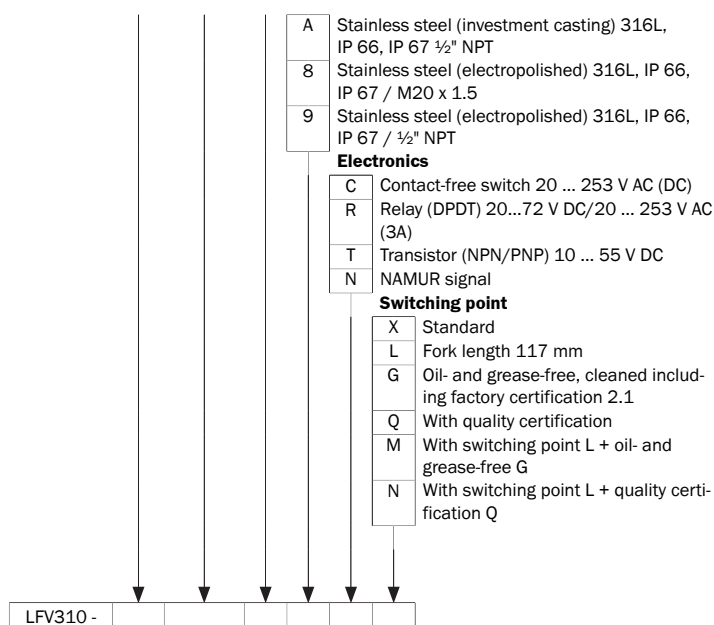 A Stainless steel (investment casting) 316L,
IP 66, IP 67 ½" NPT
8 Stainless steel (electropolished) 316L, IP 66,
IP 67 / M20 x 1.5
9 Stainless steel (electropolished) 316L, IP 66,
IP 67 / ½" NPT
Electronics
C Contact-free switch 20 ... 253 V AC (DC)
R Relay (DPDT) 20...72 V DC/20 ... 253 V AC
(3A)
T Transistor (NPN/PNP) 10 ... 55 V DC
N NAMUR signal
Switching point
X Standard
L Fork length 117 mm
G Oil- and grease-free, cleaned includ-
ing factory certification 2.1
Q With quality certification
M With switching point L + oil- and
grease-free G
N With switching point L + quality certi-
fication Q
LFV310 -